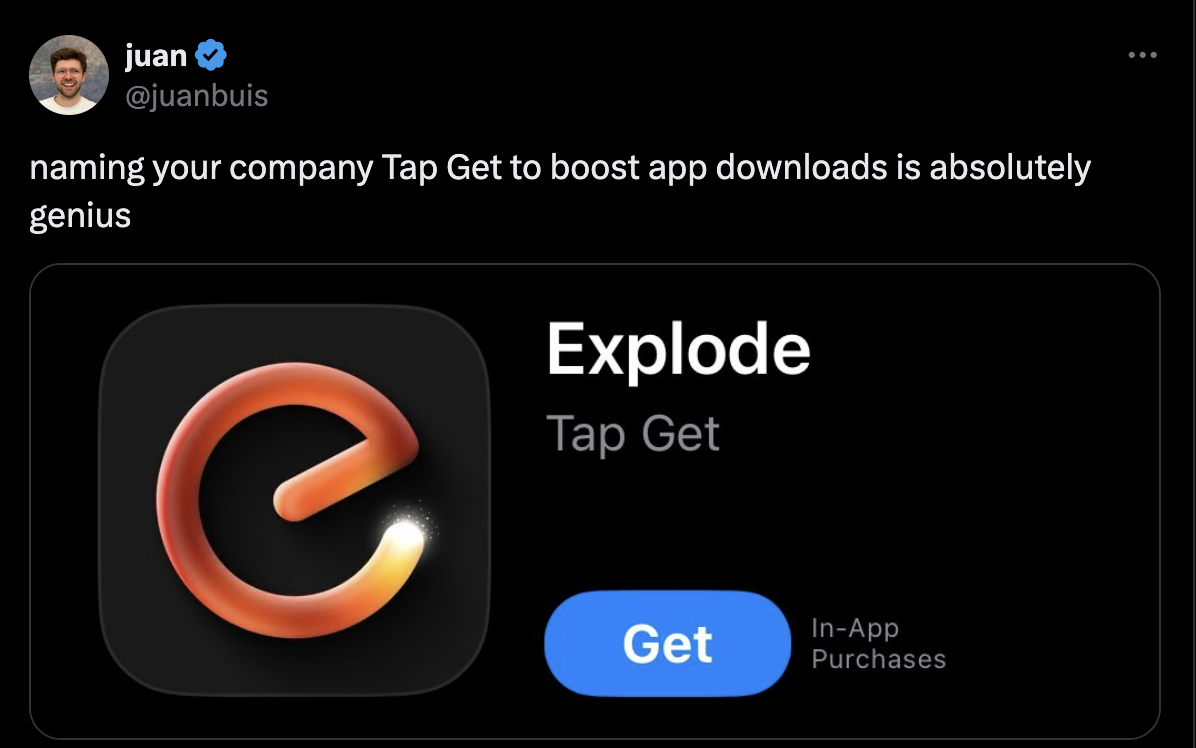 juan
@juanbuis
naming your company Tap Get to boost app downloads is absolutely
genius
Explode
Tap Get
Get
In-App
Purchases